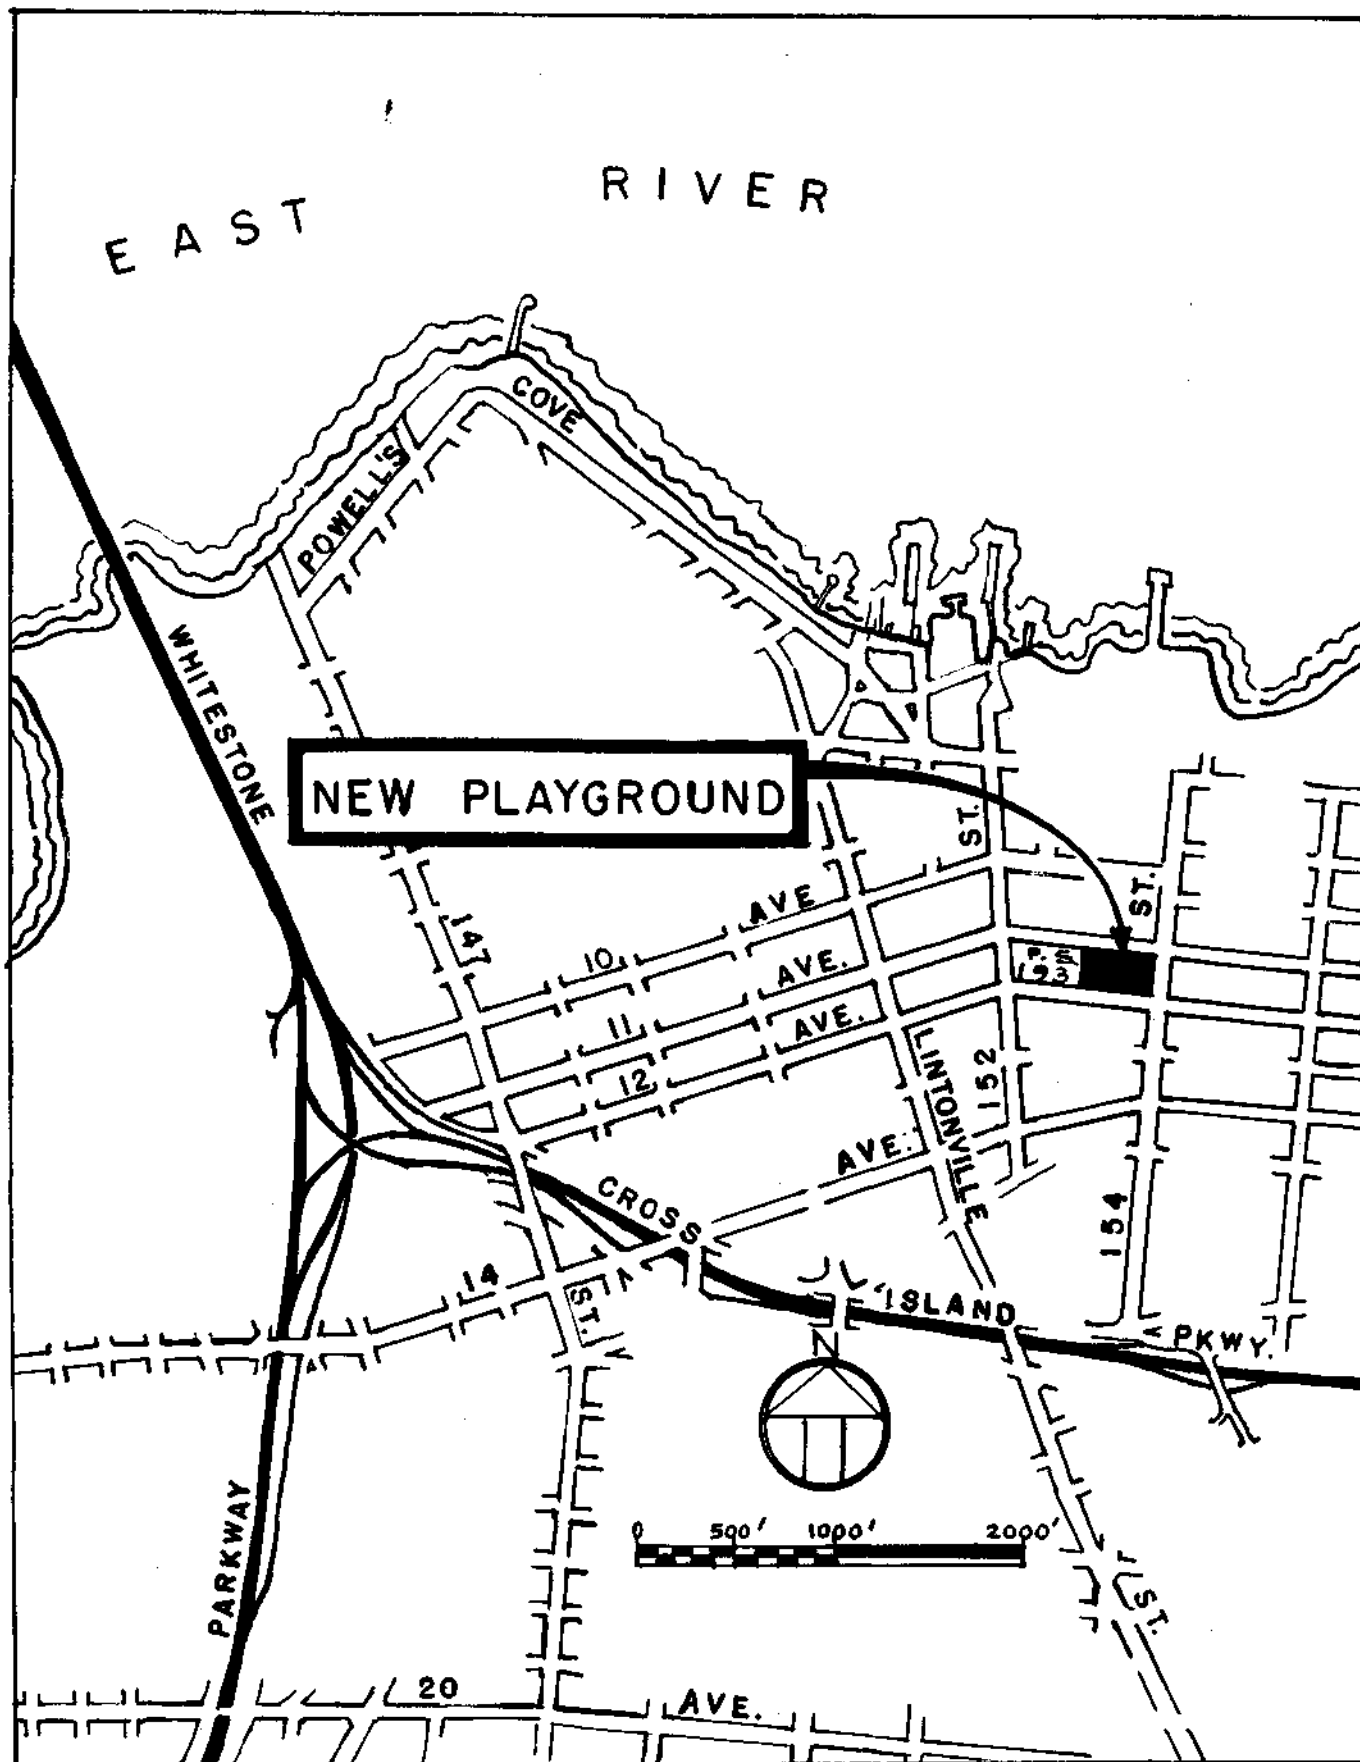 EAST RIVER
COVE
POWELL'S
WHITESTONE
NEW PLAYGROUND
ST.
ST.
147
AVE
10
P.S.
193
AVE.
11
AVE.
12
LINTONVILLE
152
AVE.
CROSS
154
14
ST.
ISLAND
PKWY.
N
0 500' 1000' 2000'
PARKWAY
ST.
20 AVE.